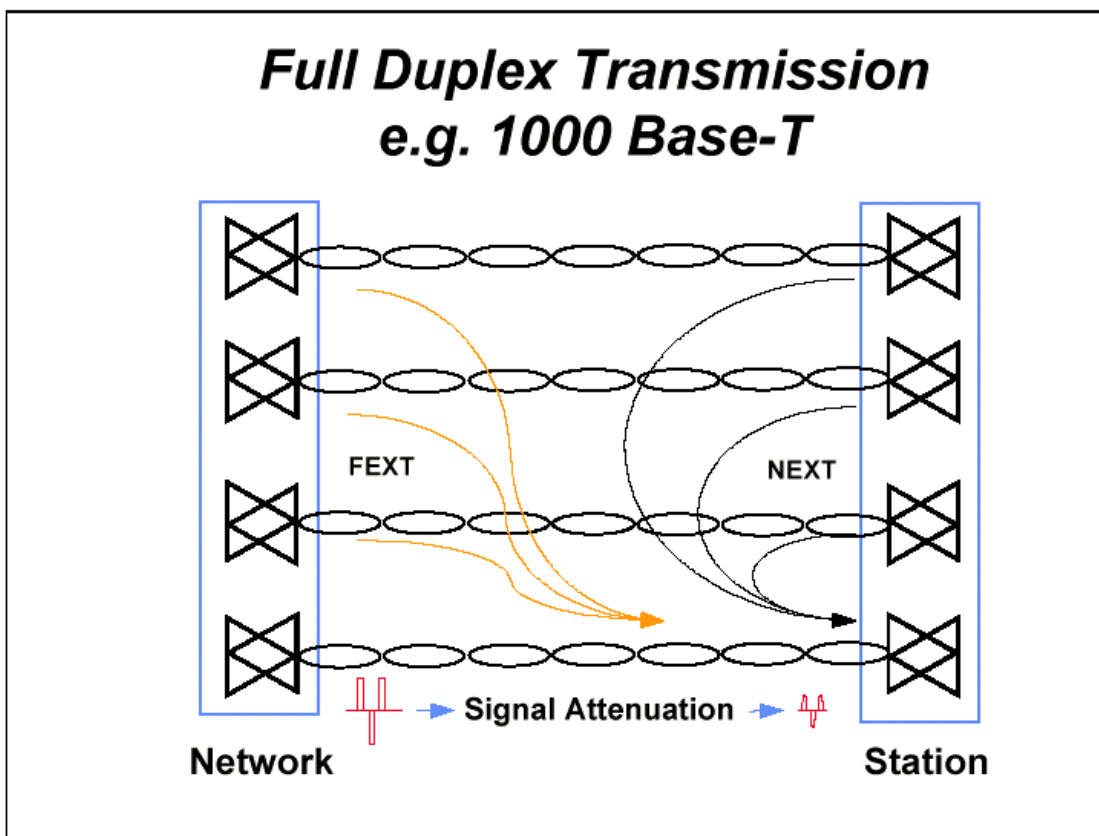 Full Duplex Transmission
e.g. 1000 Base-T
FEXT
NEXT
Signal Attenuation
Network
Station